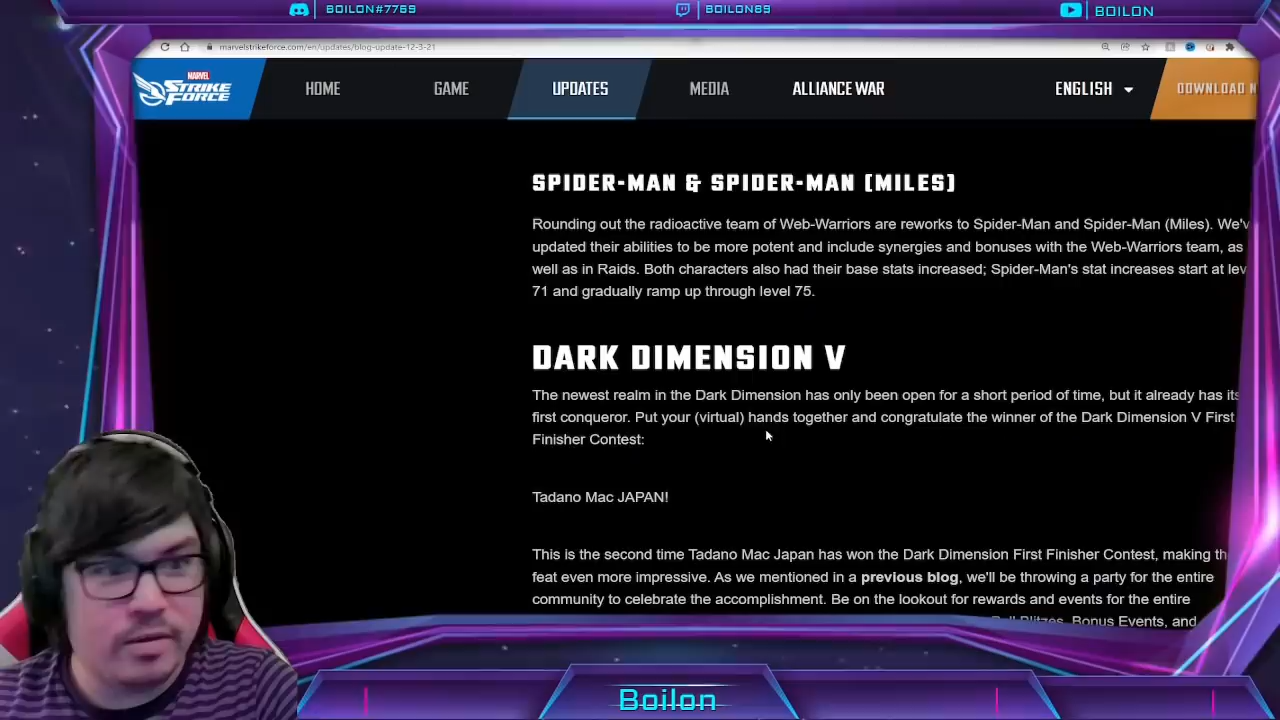 BOILON#7769
BOILON89
BOILON
marvelstrikeforce.com/en/updates/blog-update-12-3-21
MARVEL
STRIKE
FORCE
HOME
GAME
UPDATES
MEDIA
ALLIANCE WAR
ENGLISH
DOWNLOAD N
SPIDER-MAN & SPIDER-MAN (MILES)
Rounding out the radioactive team of Web-Warriors are reworks to Spider-Man and Spider-Man (Miles). We'v
updated their abilities to be more potent and include synergies and bonuses with the Web-Warriors team, as
well as in Raids. Both characters also had their base stats increased; Spider-Man's stat increases start at lev
71 and gradually ramp up through level 75.
DARK DIMENSION V
The newest realm in the Dark Dimension has only been open for a short period of time, but it already has its
first conqueror. Put your (virtual) hands together and congratulate the winner of the Dark Dimension V First
Finisher Contest:
Tadano Mac JAPAN!
This is the second time Tadano Mac Japan has won the Dark Dimension First Finisher Contest, making th
feat even more impressive. As we mentioned in a previous blog, we'll be throwing a party for the entire
community to celebrate the accomplishment. Be on the lookout for rewards and events for the entire
Blitzes, Bonus Events, and
Boilon